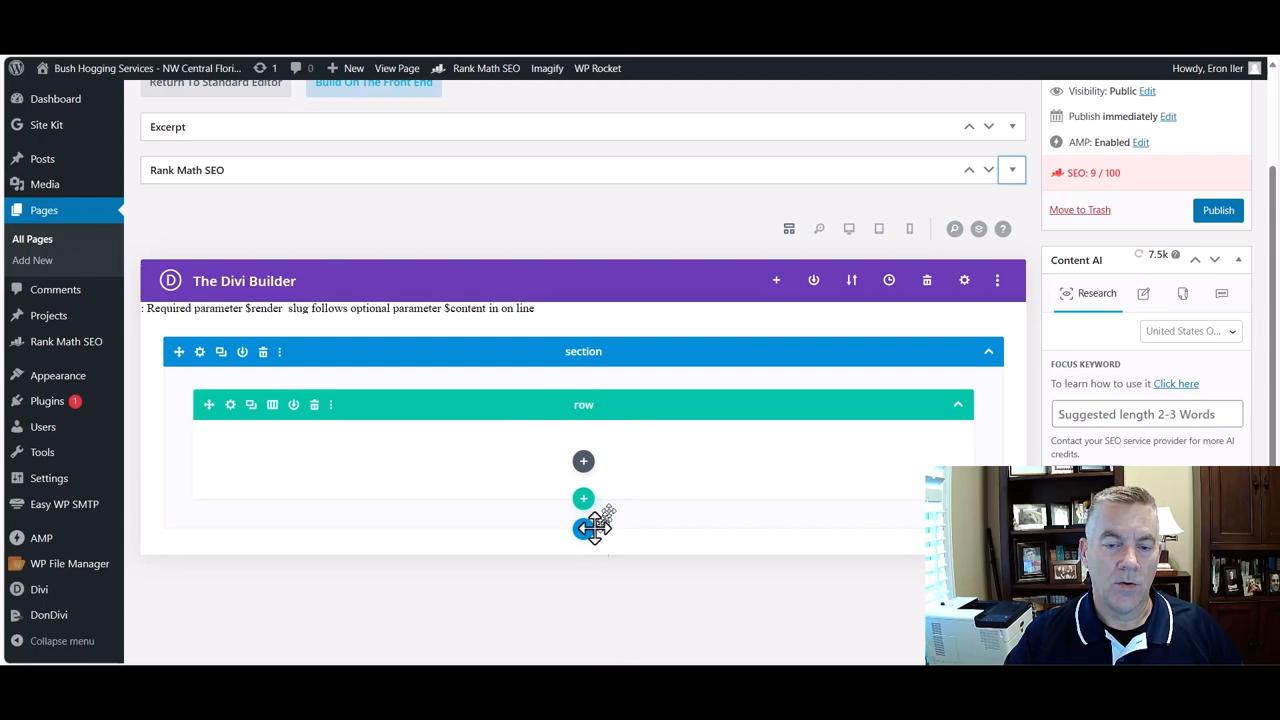 Bush Hogging Services - NW Central Flori... 1 0 New View Page Rank Math SEO Imagify WP Rocket Howdy, Eron Iler
Return To Standard Editor Build On The Front End
Dashboard
Site Kit
Posts
Media
Pages
All Pages
Add New
Comments
Projects
Rank Math SEO
Appearance
Plugins 1
Users
Tools
Settings
Easy WP SMTP
AMP
WP File Manager
Divi
DonDivi
Collapse menu
Excerpt
Rank Math SEO
The Divi Builder
: Required parameter $render_slug follows optional parameter $content in on line
section
row
Visibility: Public Edit
Publish immediately Edit
AMP: Enabled Edit
SEO: 9 / 100
Move to Trash Publish
Content AI 7.5k
Research
United States O...
FOCUS KEYWORD
To learn how to use it Click here
Suggested length 2-3 Words
Contact your SEO service provider for more AI
credits.